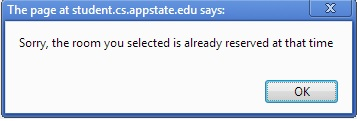 The page at student.cs.appstate.edu says:
Sorry, the room you selected is already reserved at that time
OK